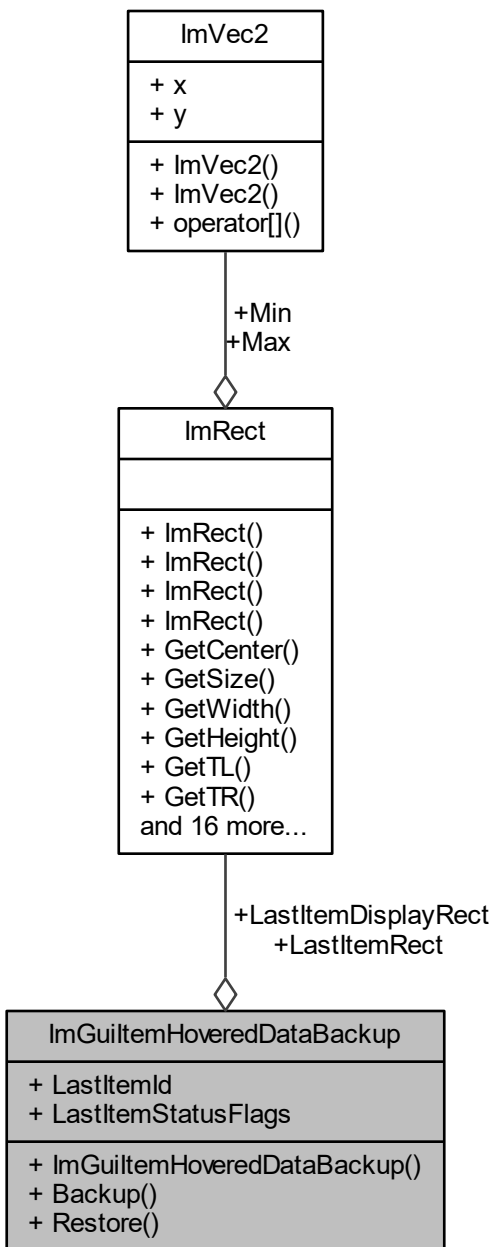 ImVec2
+ x
+ y
+ ImVec2()
+ ImVec2()
+ operator[]()
+Min
+Max
ImRect
+ ImRect()
+ ImRect()
+ ImRect()
+ ImRect()
+ GetCenter()
+ GetSize()
+ GetWidth()
+ GetHeight()
+ GetTL()
+ GetTR()
and 16 more...
+LastItemDisplayRect
+LastItemRect
ImGuiItemHoveredDataBackup
+ LastItemId
+ LastItemStatusFlags
+ ImGuiItemHoveredDataBackup()
+ Backup()
+ Restore()